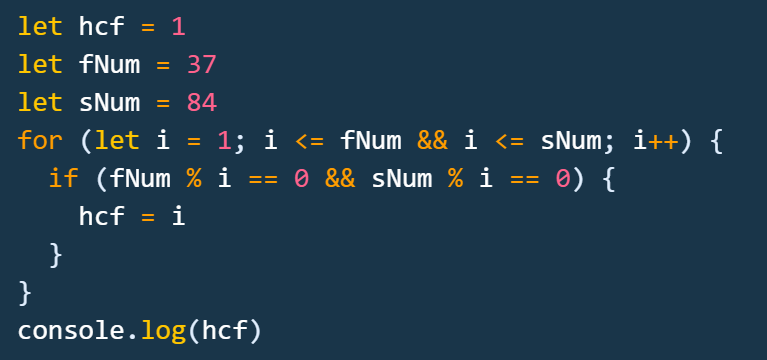 let hcf = 1
let fNum = 37
let sNum = 84
for (let i = 1; i <= fNum && i <= sNum; i++) {
  if (fNum % i == 0 && sNum % i == 0) {
    hcf = i
  }
}
console.log(hcf)